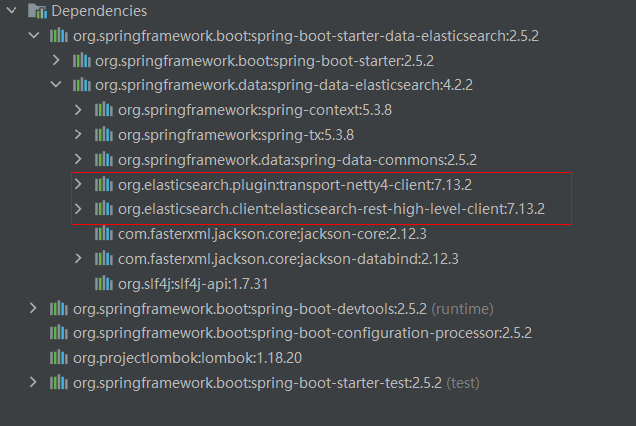 Dependencies
org.springframework.boot:spring-boot-starter-data-elasticsearch:2.5.2
org.springframework.boot:spring-boot-starter:2.5.2
org.springframework.data:spring-data-elasticsearch:4.2.2
org.springframework:spring-context:5.3.8
org.springframework:spring-tx:5.3.8
org.springframework.data:spring-data-commons:2.5.2
org.elasticsearch.plugin:transport-netty4-client:7.13.2
org.elasticsearch.client:elasticsearch-rest-high-level-client:7.13.2
com.fasterxml.jackson.core:jackson-core:2.12.3
com.fasterxml.jackson.core:jackson-databind:2.12.3
org.slf4j:slf4j-api:1.7.31
org.springframework.boot:spring-boot-devtools:2.5.2 (runtime)
org.springframework.boot:spring-boot-configuration-processor:2.5.2
org.projectlombok:lombok:1.18.20
org.springframework.boot:spring-boot-starter-test:2.5.2 (test)